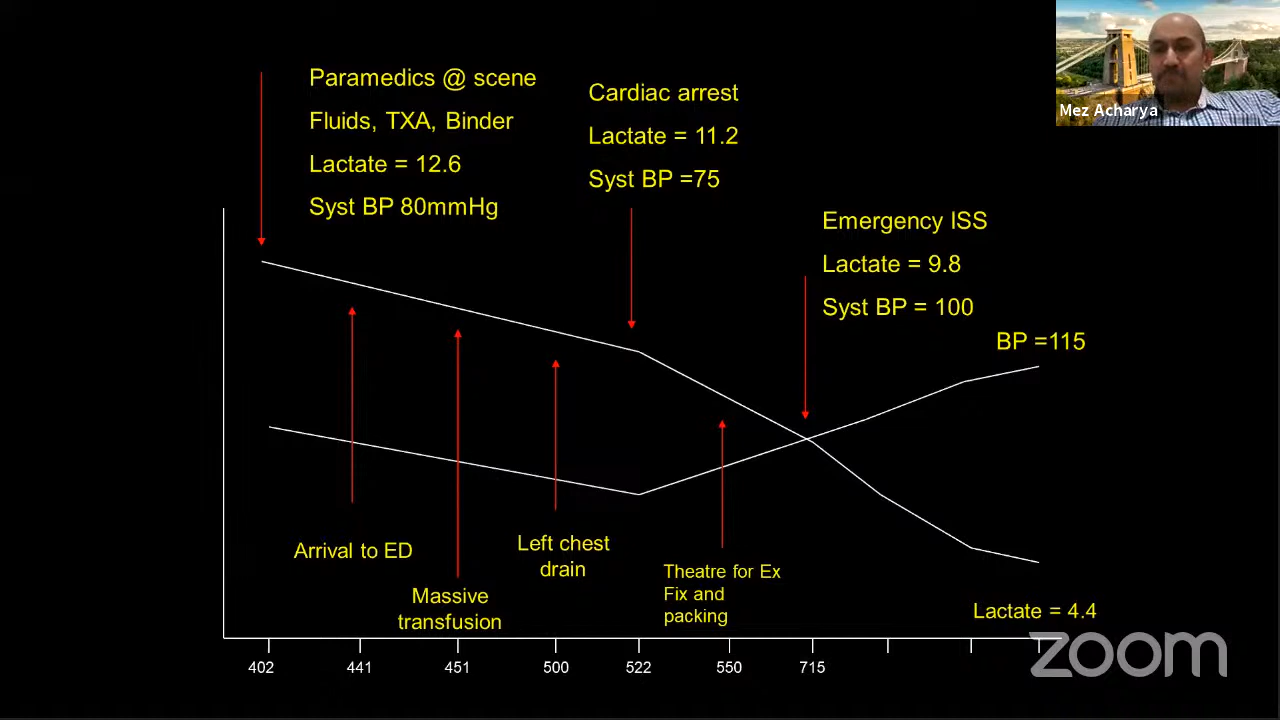 Paramedics @ scene
Fluids, TXA, Binder
Lactate = 12.6
Syst BP 80mmHg
Cardiac arrest
Lactate = 11.2
Syst BP =75
Emergency ISS
Lactate = 9.8
Syst BP = 100
BP =115
Mez Acharya
Arrival to ED
Massive
transfusion
Left chest
drain
Theatre for Ex
Fix and
packing
Lactate = 4.4
402 441 451 500 522 550 715
zoom